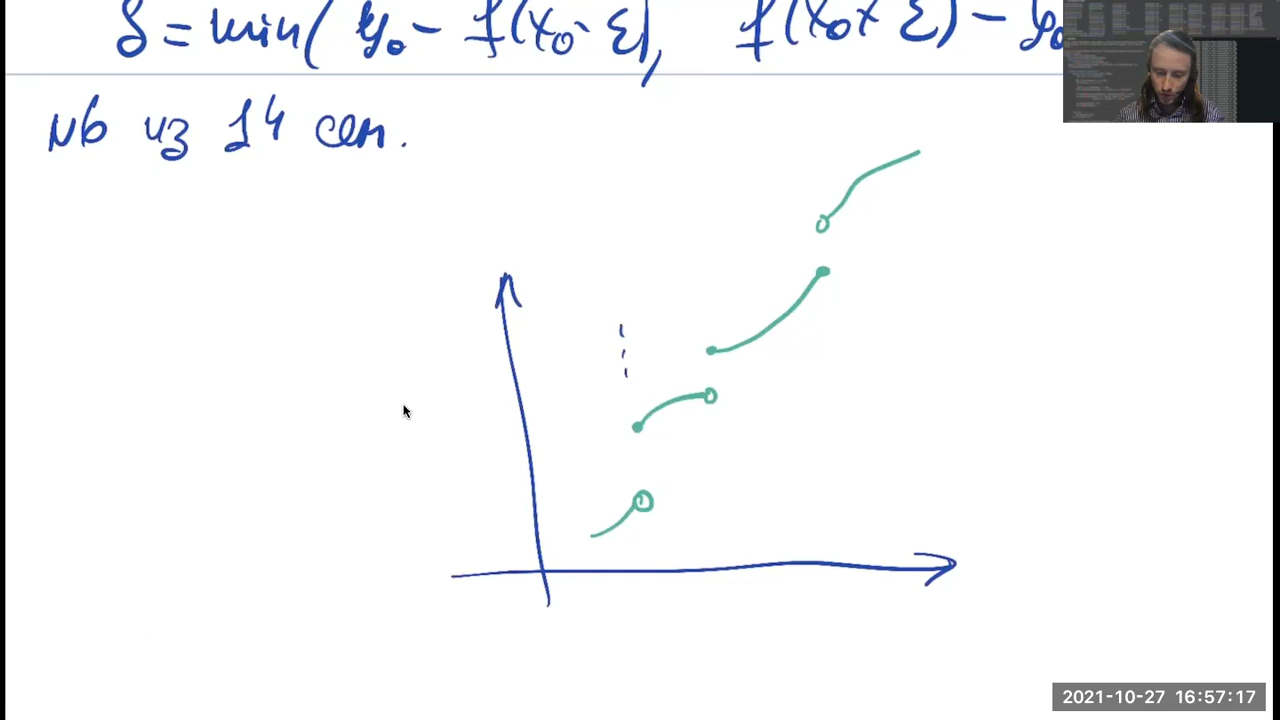 δ = min( y₀ - f(x₀ - ε), f(x₀ + ε) - y₀
№6 из 14 сем.
2021-10-27 16:57:17